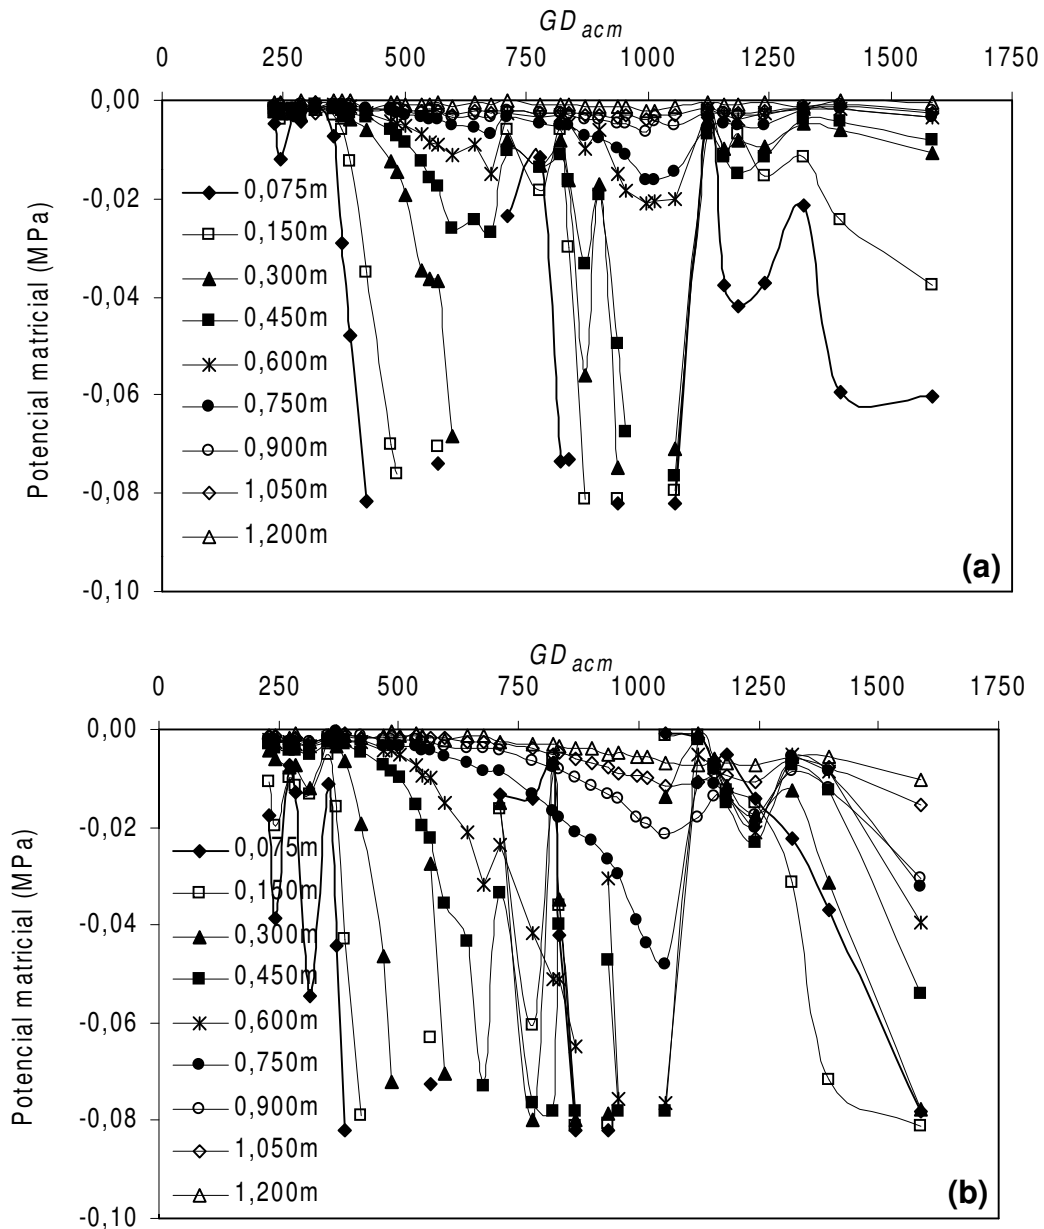 GD acm
0 250 500 750 1000 1250 1500 1750
0,00
-0,02
-0,04
-0,06
-0,08
-0,10
Potencial matricial (MPa)
0,075m
0,150m
0,300m
0,450m
0,600m
0,750m
0,900m
1,050m
1,200m
(a)
GD acm
0 250 500 750 1000 1250 1500 1750
0,00
-0,02
-0,04
-0,06
-0,08
-0,10
Potencial matricial (MPa)
0,075m
0,150m
0,300m
0,450m
0,600m
0,750m
0,900m
1,050m
1,200m
(b)